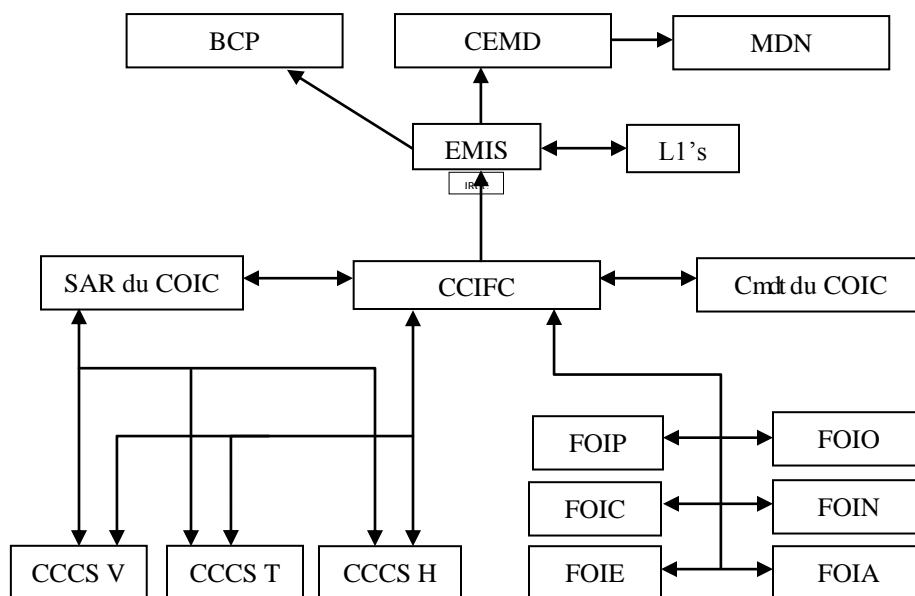 BCP
CEMD
MDN
EMIS
L1’s
SAR du COIC
CCIFC
Cmdt du COIC
FOIP
FOIO
FOIC
FOIN
CCCS V
CCCS T
CCCS H
FOIE
FOIA